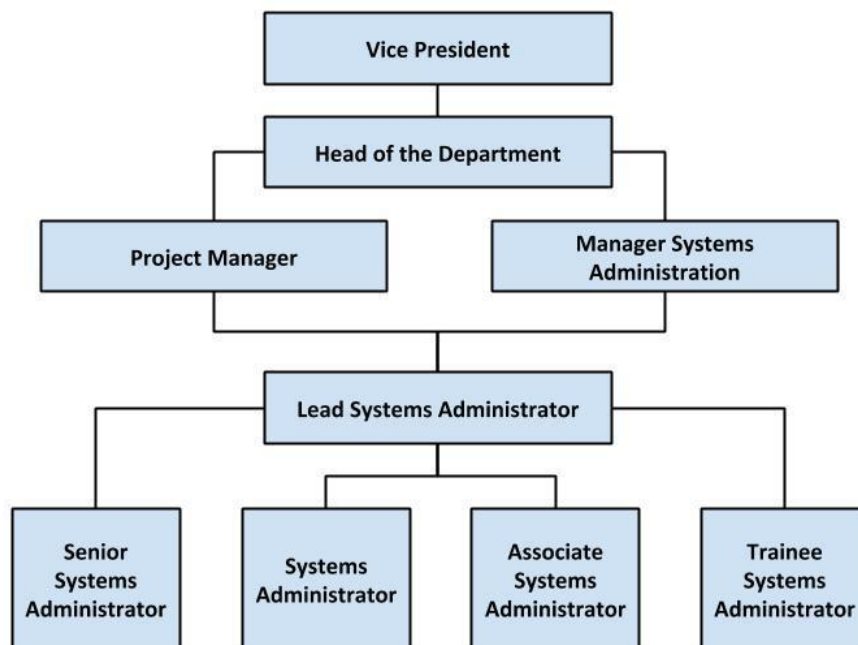 Vice President
Head of the Department
Project Manager
Manager Systems
Administration
Lead Systems Administrator
Senior
Systems
Administrator
Systems
Administrator
Associate
Systems
Administrator
Trainee
Systems
Administrator